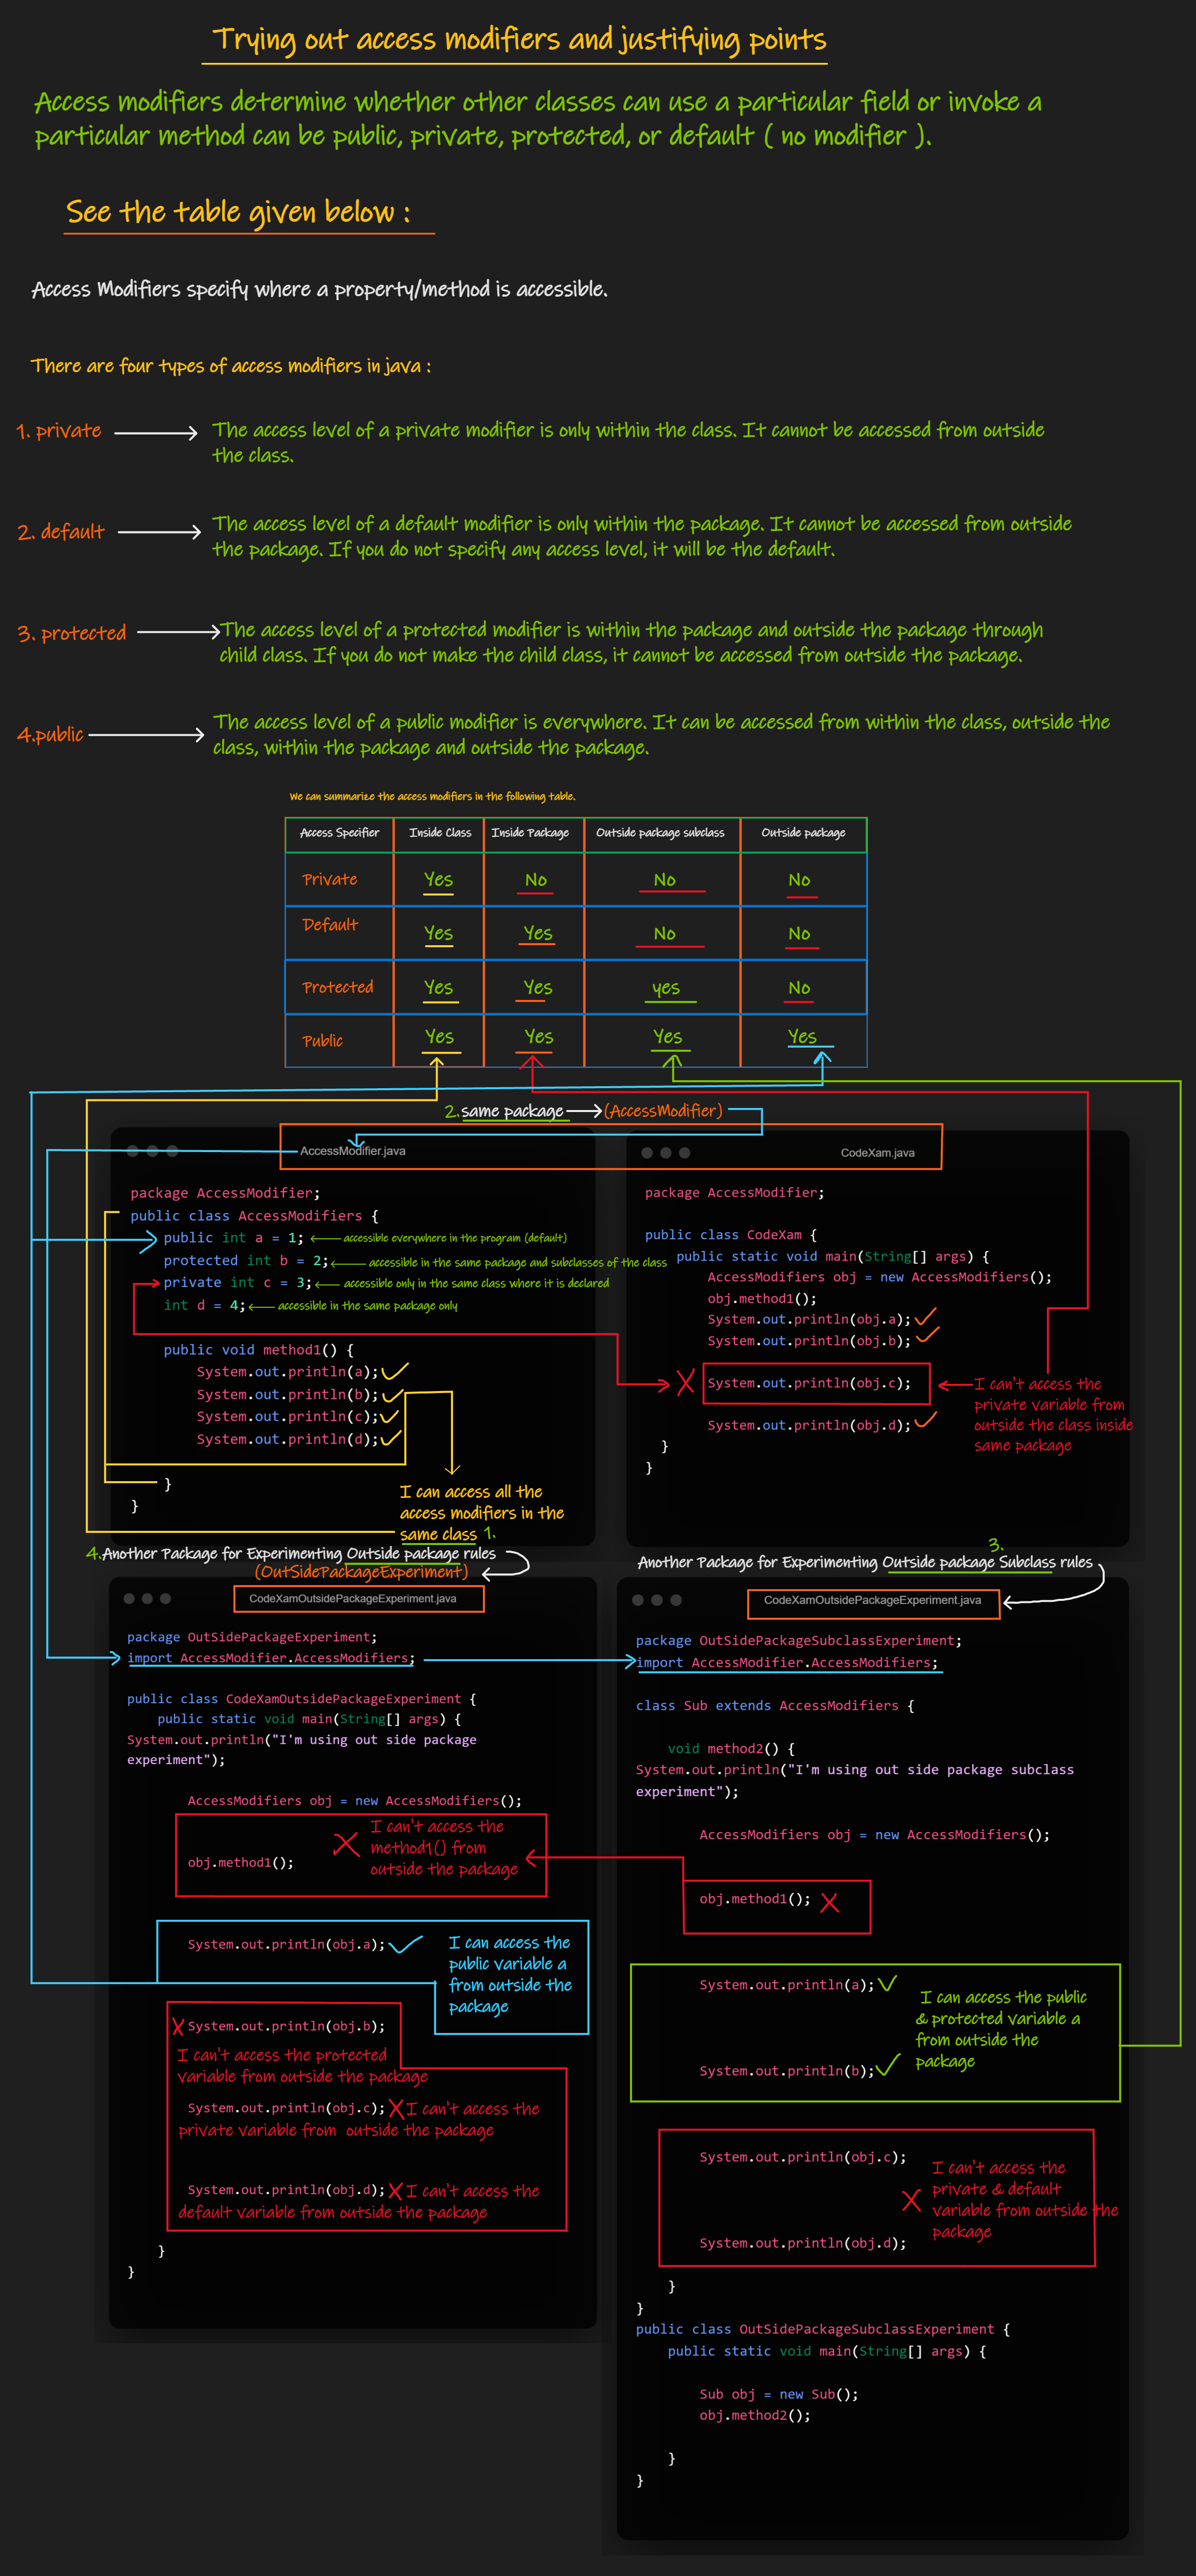 Trying out access modifiers and justifying points
Access modifiers determine whether other classes can use a particular field or invoke a
particular method can be public, private, protected, or default ( no modifier ).
See the table given below :
Access Modifiers specify where a property/method is accessible.
There are four types of access modifiers in java :
1. private
The access level of a private modifier is only within the class. It cannot be accessed from outside
the class.
2. default
The access level of a default modifier is only within the package. It cannot be accessed from outside
the package. If you do not specify any access level, it will be the default.
3. protected
The access level of a protected modifier is within the package and outside the package through
child class. If you do not make the child class, it cannot be accessed from outside the package.
4.public
The access level of a public modifier is everywhere. It can be accessed from within the class, outside the
class, within the package and outside the package.
We can summarize the access modifiers in the following table.
Access Specifier Inside Class Inside Package Outside package subclass Outside package
Private Yes No No No
Default Yes Yes No No
Protected Yes Yes yes No
Public Yes Yes Yes Yes
2. same package (AccessModifier)
AccessModifier.java
package AccessModifier;
public class AccessModifiers {
public int a = 1; accessible everywhere in the program (default)
protected int b = 2; accessible in the same package and subclasses of the class
private int c = 3; accessible only in the same class where it is declared
int d = 4; accessible in the same package only
public void method1() {
System.out.println(a);
System.out.println(b);
System.out.println(c);
System.out.println(d);
}
}
I can access all the
access modifiers in the
same class 1.
CodeXam.java
package AccessModifier;
public class CodeXam {
public static void main(String[] args) {
AccessModifiers obj = new AccessModifiers();
obj.method1();
System.out.println(obj.a);
System.out.println(obj.b);
System.out.println(obj.c);
System.out.println(obj.d);
}
}
I can't access the
private variable from
outside the class inside
same package
4. Another Package for Experimenting Outside package rules
(OutSidePackageExperiment)
CodeXamOutsidePackageExperiment.java
package OutSidePackageExperiment;
import AccessModifier.AccessModifiers;
public class CodeXamOutsidePackageExperiment {
public static void main(String[] args) {
System.out.println("I'm using out side package
experiment");
AccessModifiers obj = new AccessModifiers();
obj.method1();
I can't access the
method1() from
outside the package
System.out.println(obj.a);
I can access the
public variable a
from outside the
package
System.out.println(obj.b);
I can't access the protected
variable from outside the package
System.out.println(obj.c); I can't access the
private variable from outside the package
System.out.println(obj.d); I can't access the
default variable from outside the package
}
}
3.
Another Package for Experimenting Outside package Subclass rules
CodeXamOutsidePackageExperiment.java
package OutSidePackageSubclassExperiment;
import AccessModifier.AccessModifiers;
class Sub extends AccessModifiers {
void method2() {
System.out.println("I'm using out side package subclass
experiment");
AccessModifiers obj = new AccessModifiers();
obj.method1();
System.out.println(a);
System.out.println(b);
I can access the public
& protected variable a
from outside the
package
System.out.println(obj.c);
System.out.println(obj.d);
I can't access the
private & default
variable from outside the
package
}
}
public class OutSidePackageSubclassExperiment {
public static void main(String[] args) {
Sub obj = new Sub();
obj.method2();
}
}